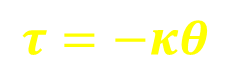 τ = −κθ